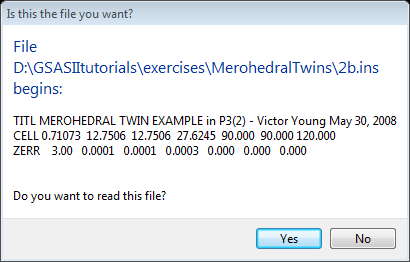 Is this the file you want?
File
D:\GSASIItutorials\exercises\MerohedralTwins\2b.ins
begins:
TITL MEROHEDRAL TWIN EXAMPLE in P3(2) - Victor Young May 30, 2008
CELL 0.71073 12.7506 12.7506 27.6245 90.000 90.000 120.000
ZERR 3.00 0.0001 0.0001 0.0003 0.000 0.000 0.000
Do you want to read this file?
Yes No